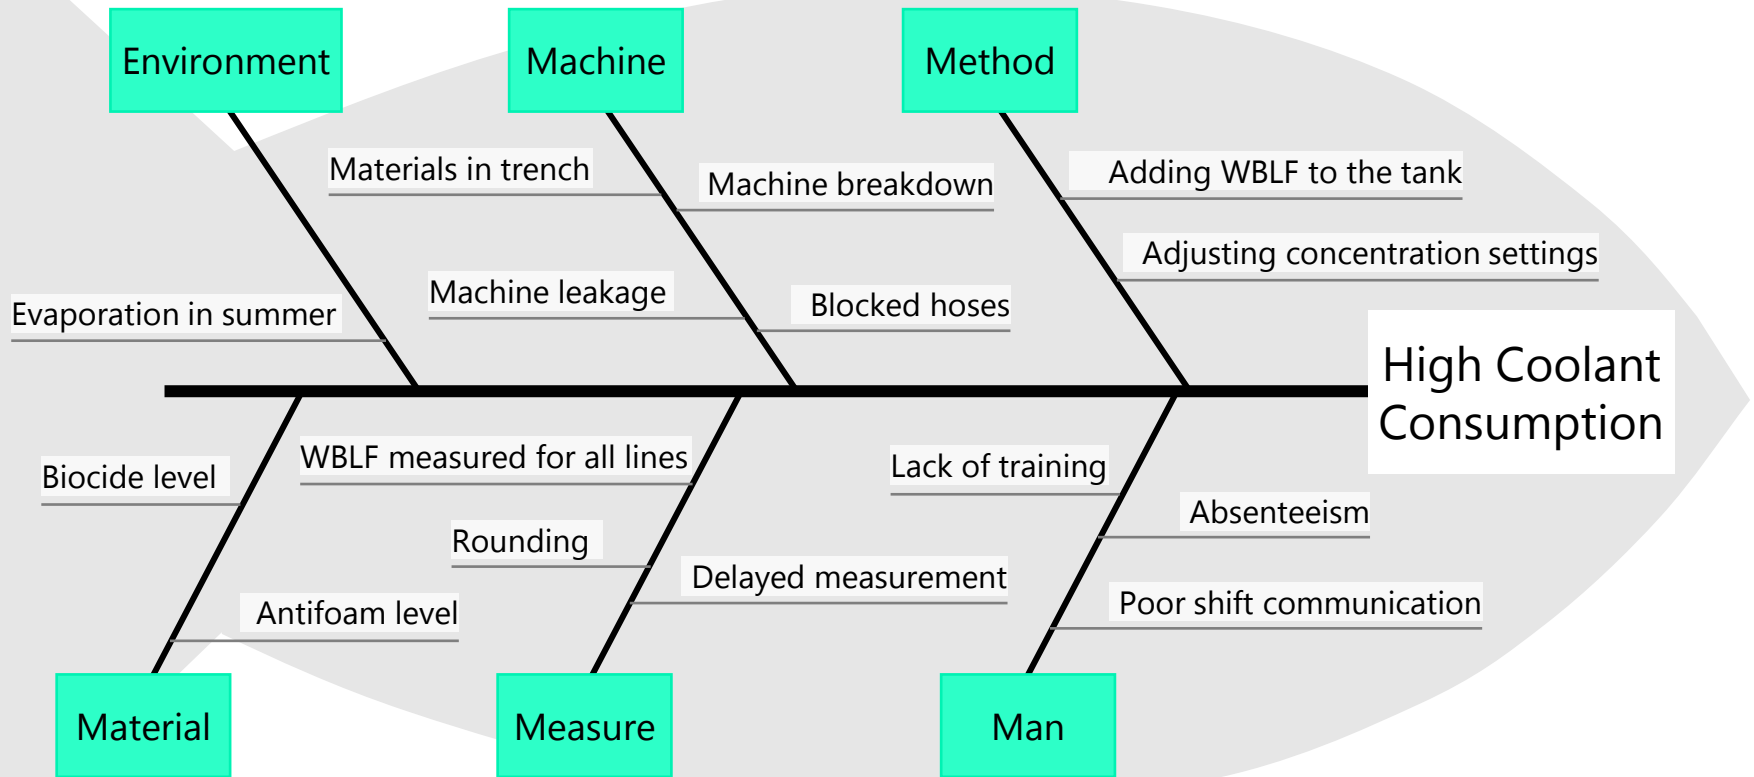 Environment
Machine
Method
Materials in trench
Machine breakdown
Adding WBLF to the tank
Adjusting concentration settings
Machine leakage
Blocked hoses
Evaporation in summer
High Coolant
Consumption
Biocide level
WBLF measured for all lines
Lack of training
Absenteeism
Rounding
Delayed measurement
Poor shift communication
Antifoam level
Material
Measure
Man